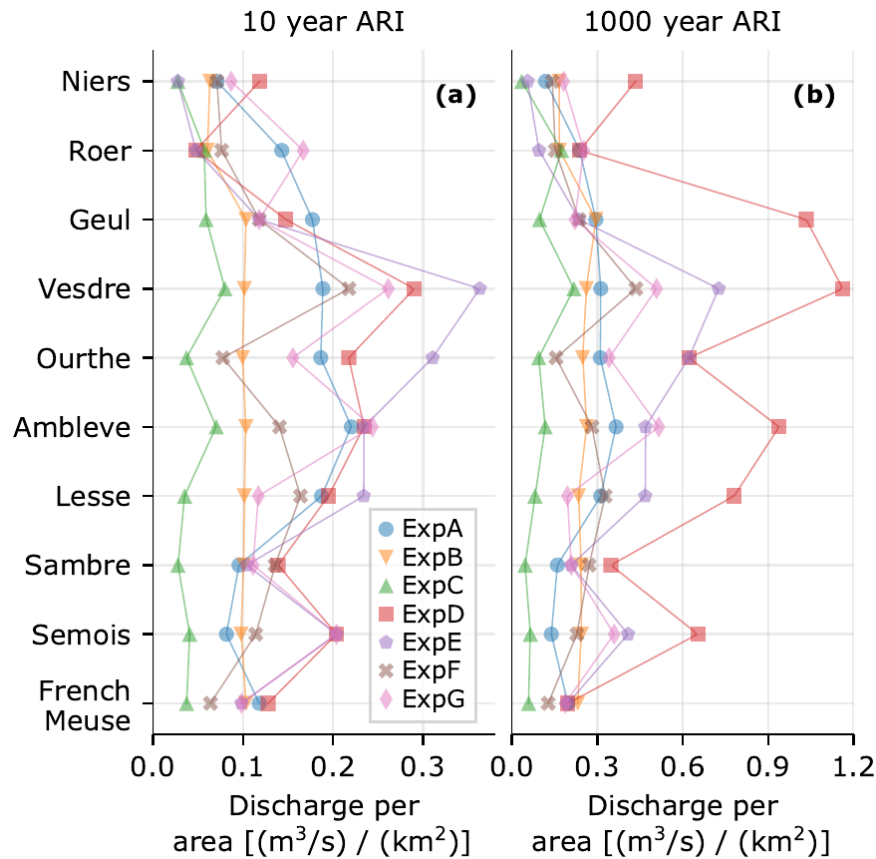 10 year ARI
1000 year ARI
Niers
Roer
Geul
Vesdre
Ourthe
Ambleve
Lesse
Sambre
Semois
French
Meuse
(a)
(b)
ExpA
ExpB
ExpC
ExpD
ExpE
ExpF
ExpG
0.0 0.1 0.2 0.3
0.0 0.3 0.6 0.9 1.2
Discharge per
area [(m³/s) / (km²)]
Discharge per
area [(m³/s) / (km²)]